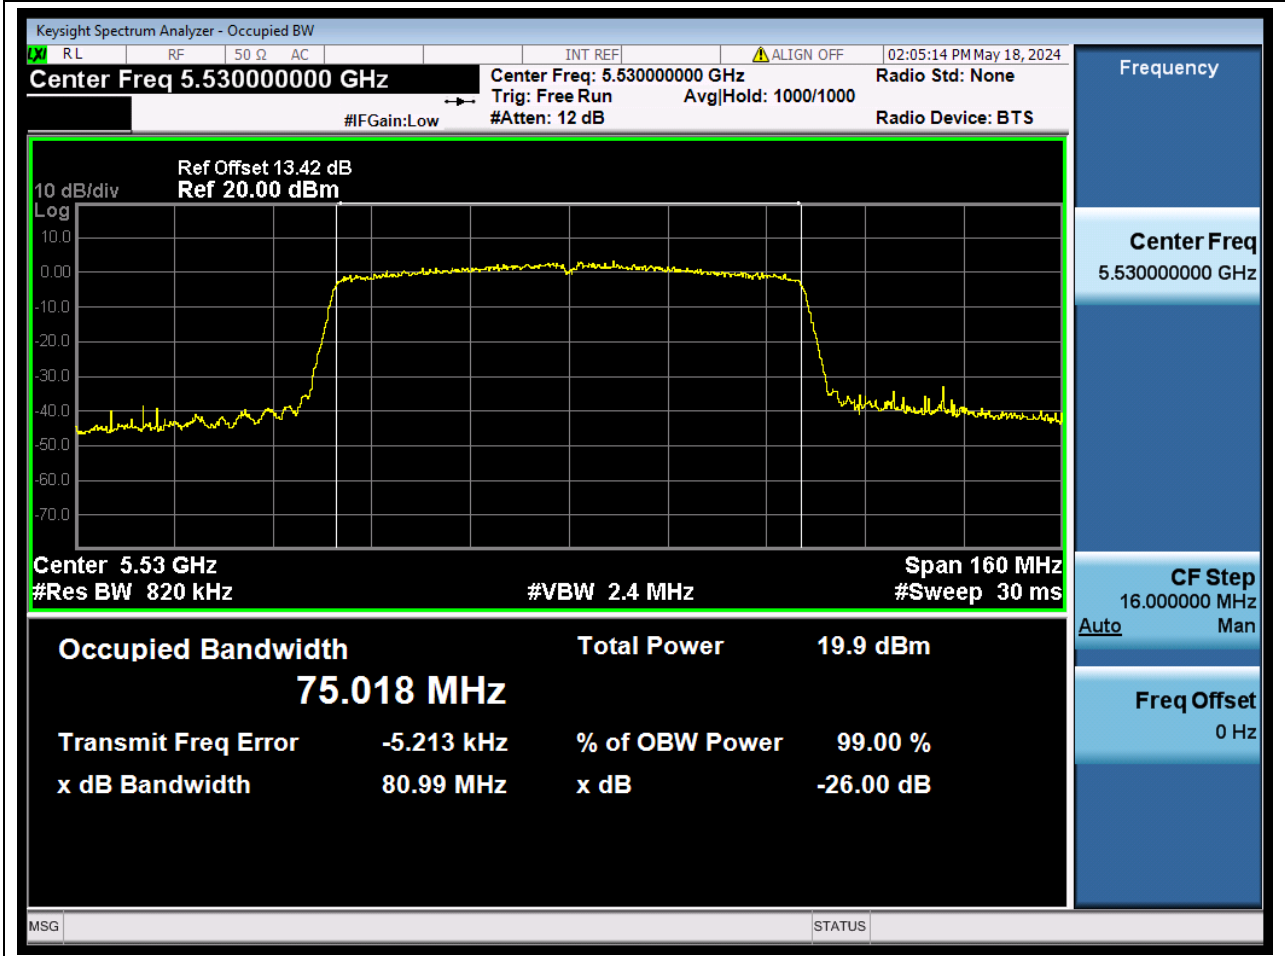 Keysight Spectrum Analyzer - Occupied BW
LXI RL RF 50 Ω AC INT REF ALIGN OFF 02:05:14 PM May 18, 2024
Center Freq 5.530000000 GHz
Center Freq: 5.530000000 GHz Radio Std: None
Trig: Free Run Avg|Hold: 1000/1000
#IFGain:Low #Atten: 12 dB Radio Device: BTS
Ref Offset 13.42 dB
10 dB/div Ref 20.00 dBm
Log
10.0
0.00
-10.0
-20.0
-30.0
-40.0
-50.0
-60.0
-70.0
Center 5.53 GHz Span 160 MHz
#Res BW 820 kHz #VBW 2.4 MHz #Sweep 30 ms
Occupied Bandwidth Total Power 19.9 dBm
75.018 MHz
Transmit Freq Error -5.213 kHz % of OBW Power 99.00 %
x dB Bandwidth 80.99 MHz x dB -26.00 dB
MSG STATUS
Frequency
Center Freq
5.530000000 GHz
CF Step
16.000000 MHz
Auto Man
Freq Offset
0 Hz